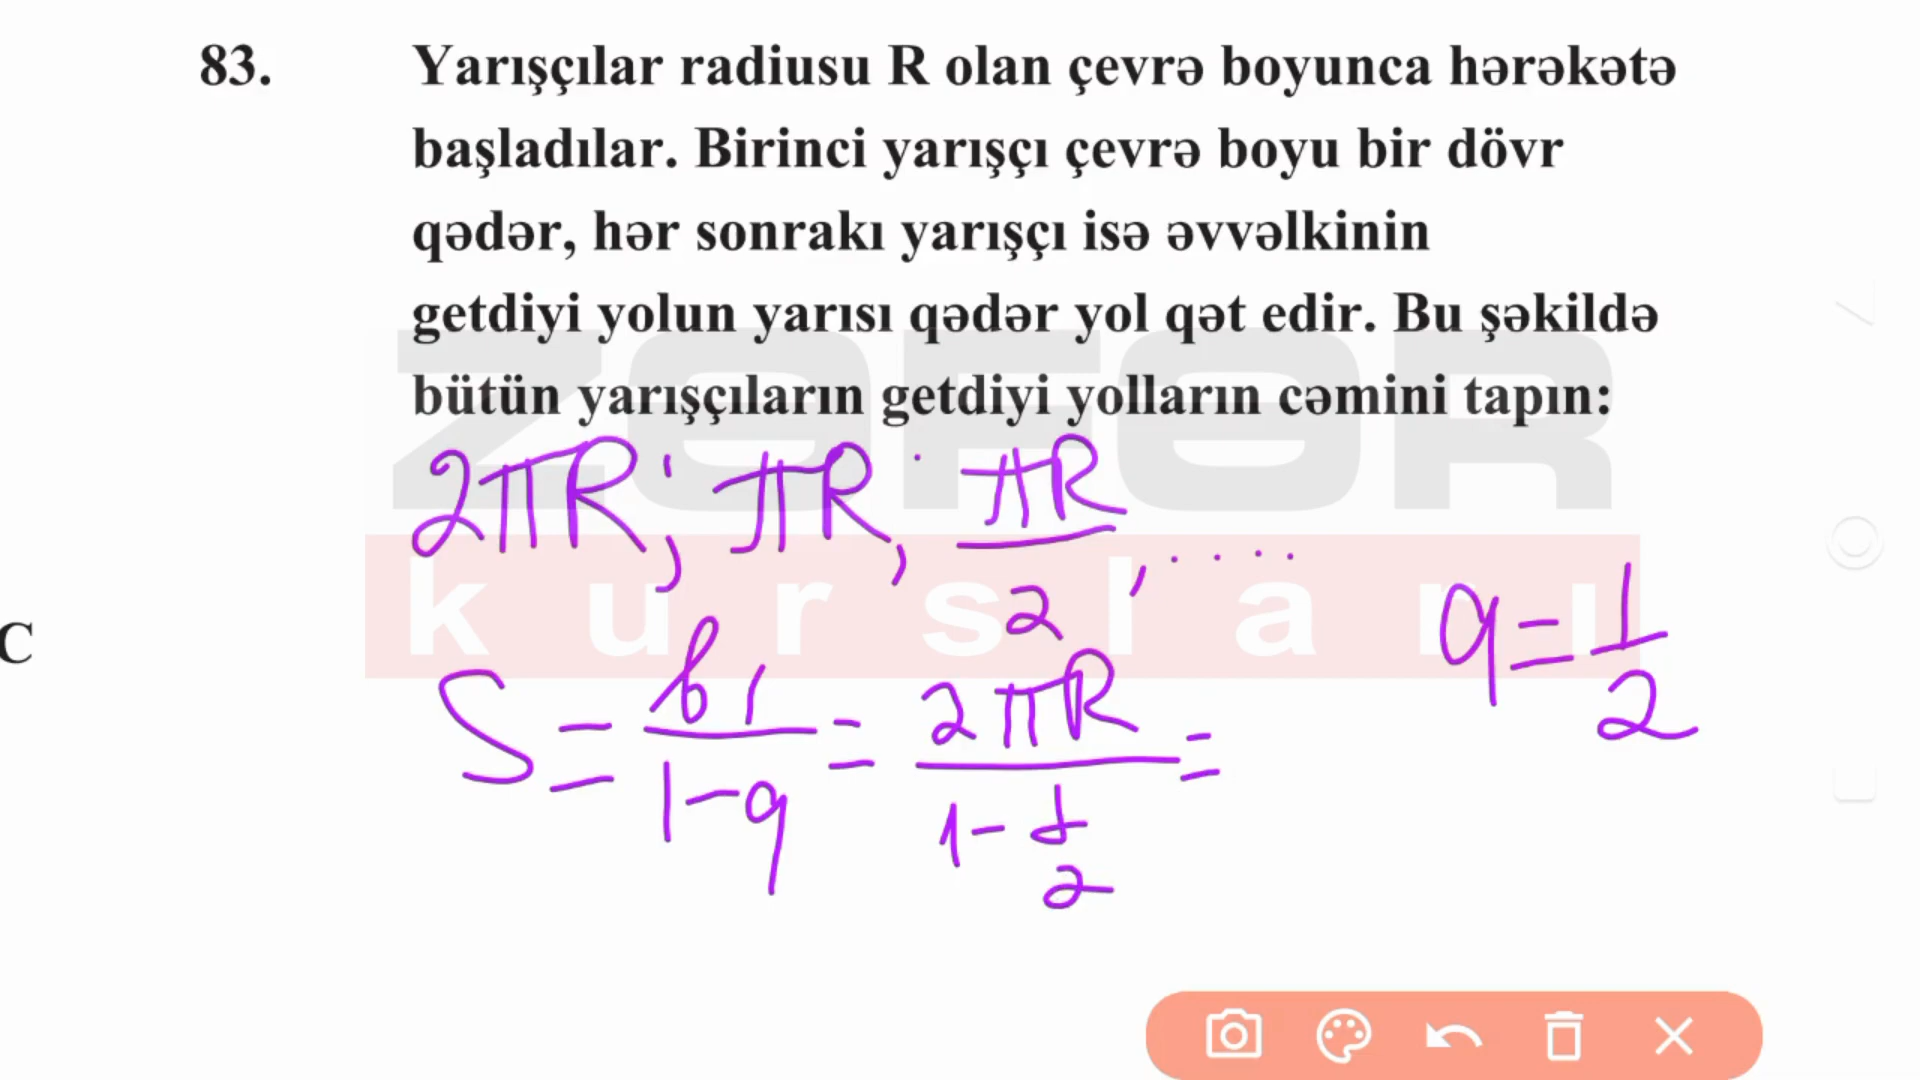 83. Yarışçılar radiusu R olan çevrə boyunca hərəkətə
başladılar. Birinci yarışçı çevrə boyu bir dövr
qədər, hər sonrakı yarışçı isə əvvəlkinin
getdiyi yolun yarısı qədər yol qət edir. Bu şəkildə
bütün yarışçıların getdiyi yolların cəmini tapın:
ZƏFƏR
kursları
2πR; πR, πR/2, ....
q = 1/2
C
S = b1/1-q = 2πR/1-1/2 =